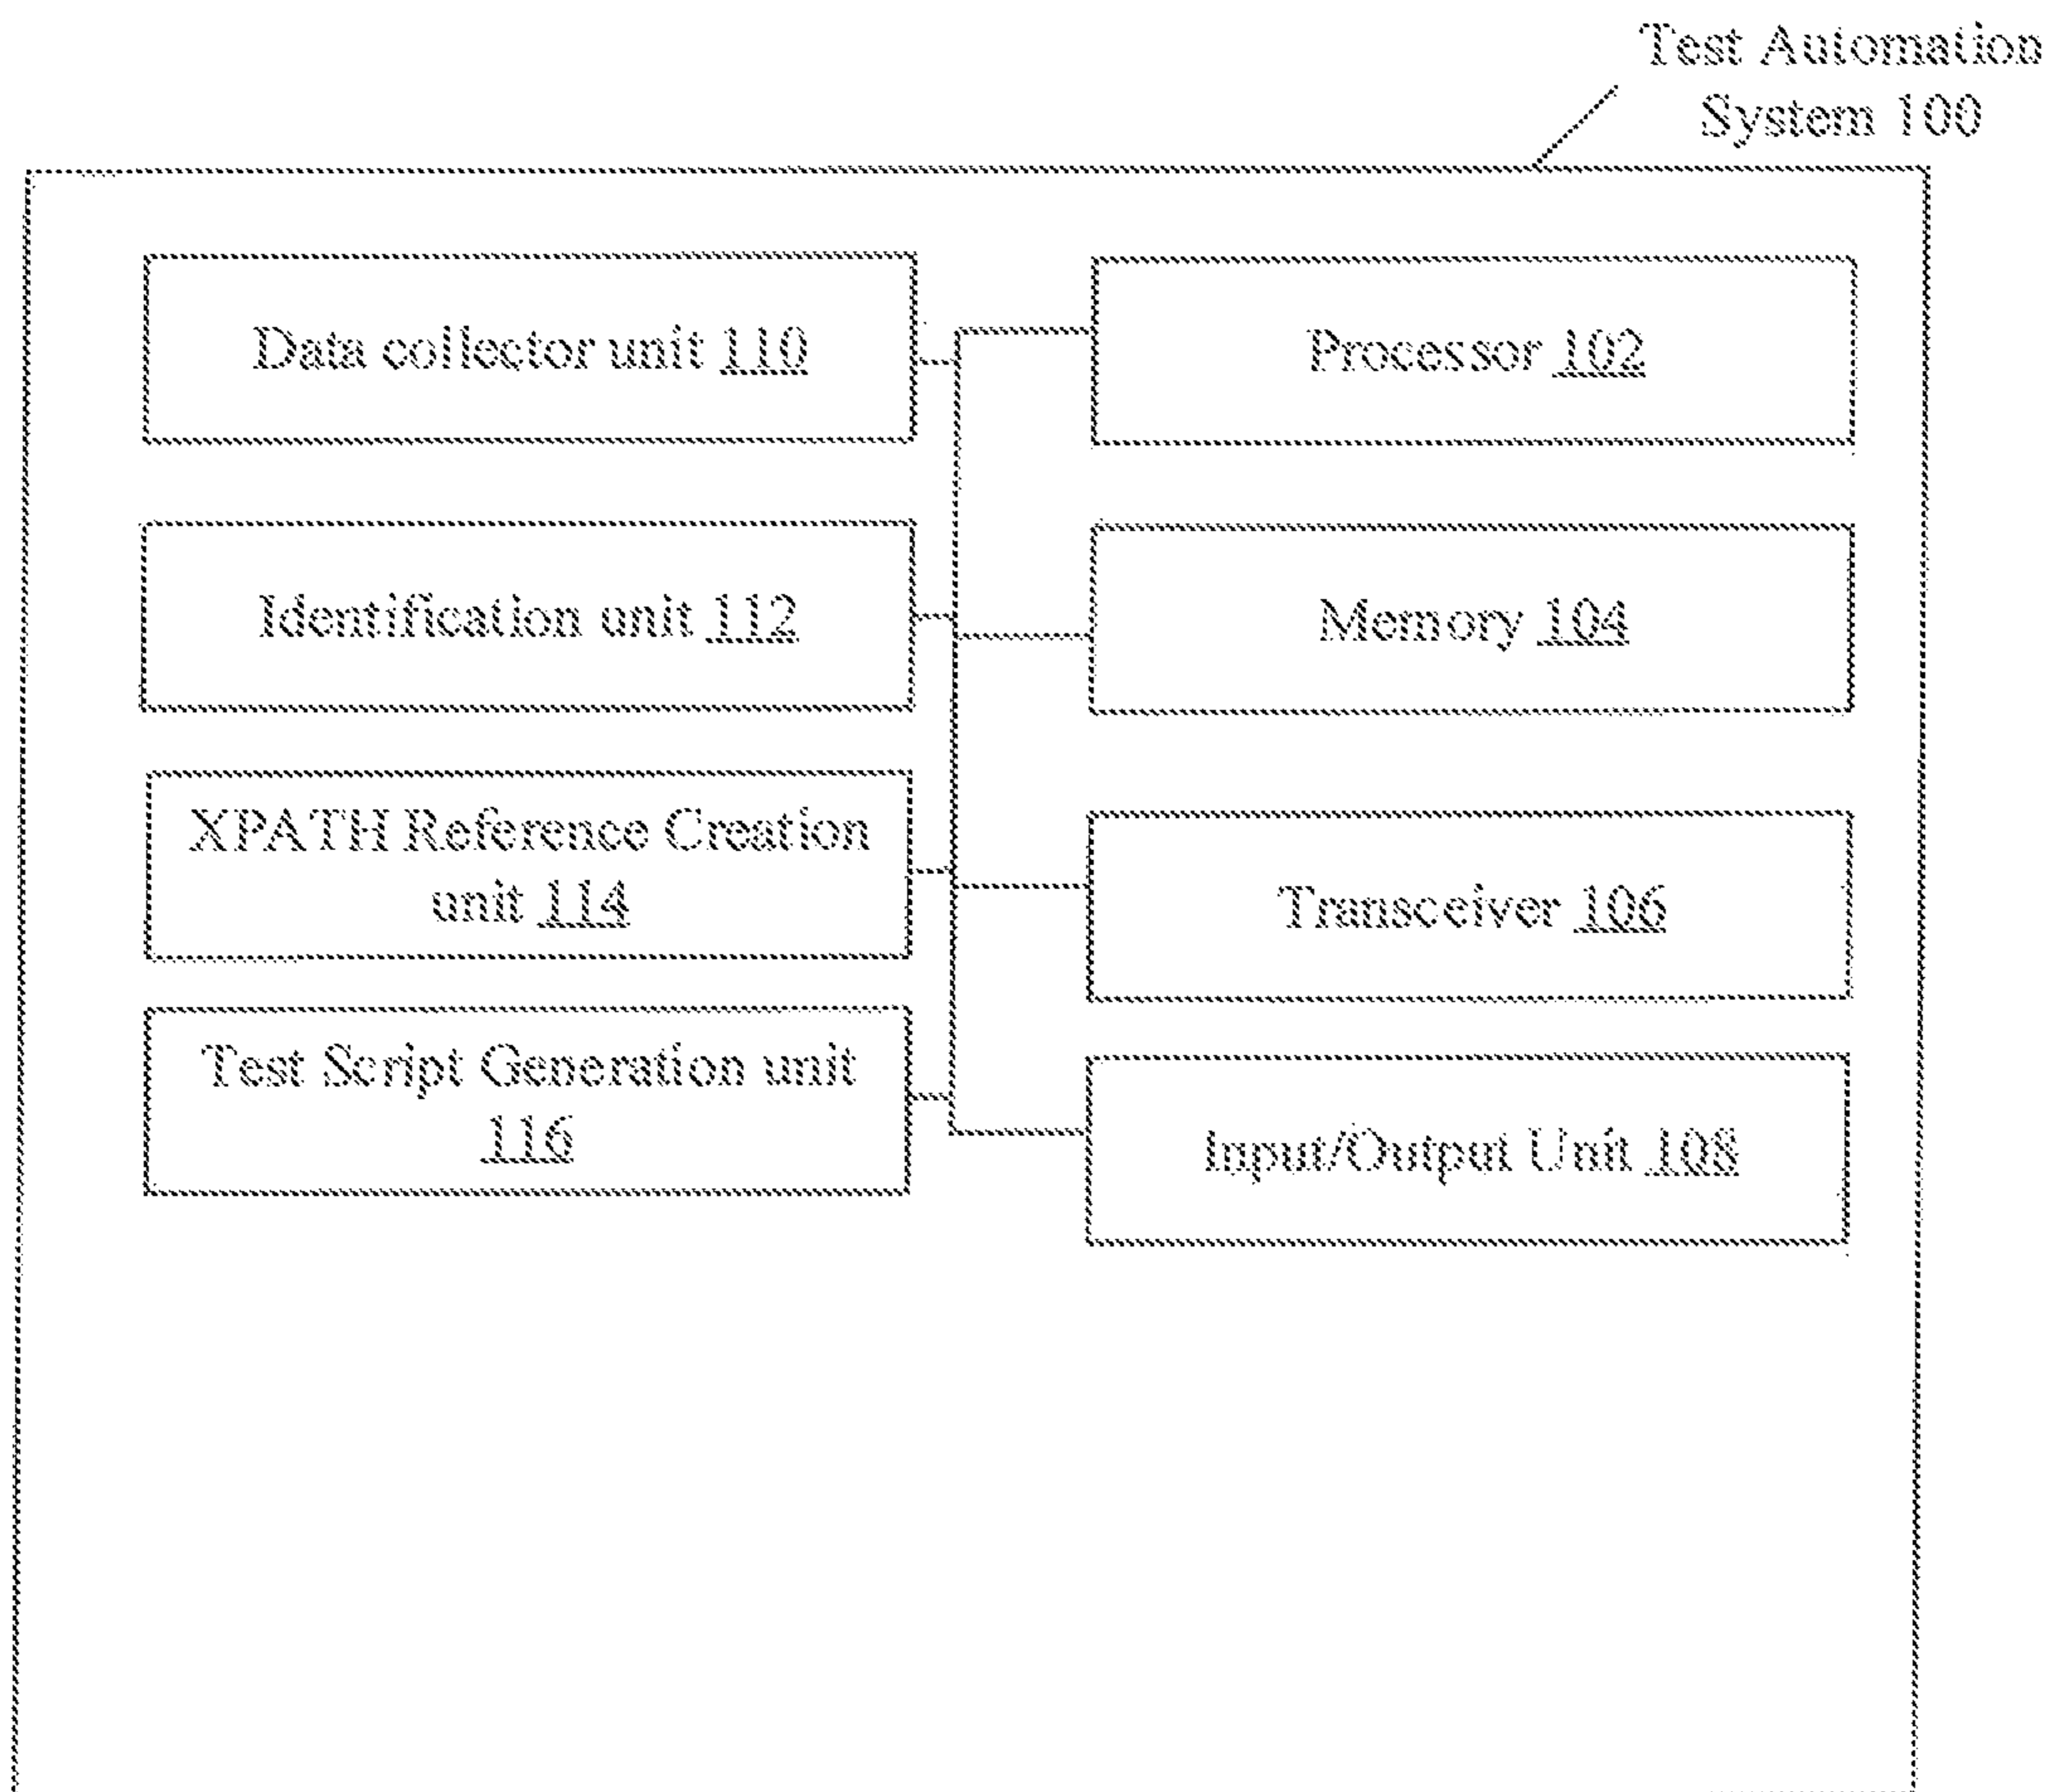 Test Automation
System 100
Data collector unit 110
Processor 102
Identification unit 112
Memory 104
XPATH Reference Creation
unit 114
Transceiver 106
Test Script Generation unit
116
Input/Output Unit 108